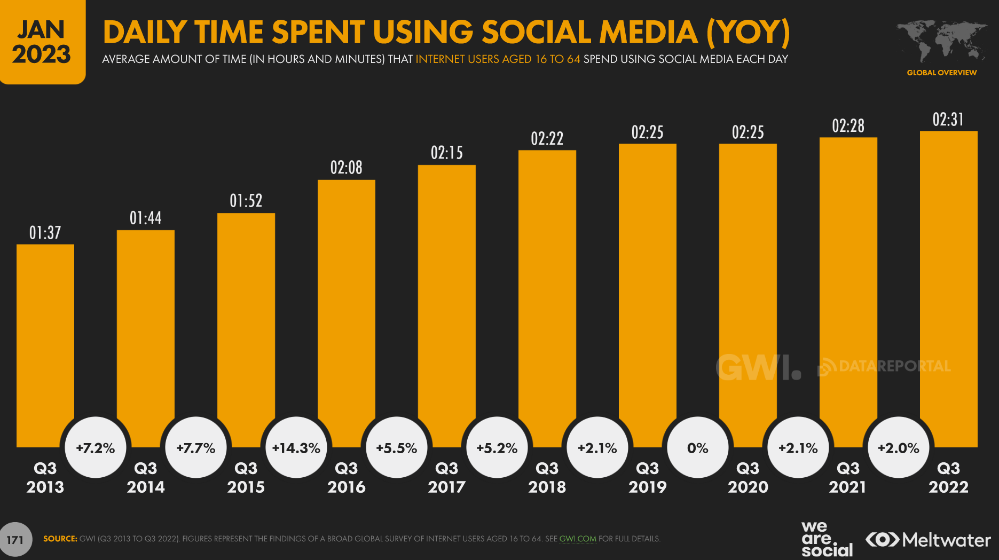 JAN
2023
DAILY TIME SPENT USING SOCIAL MEDIA (YOY)
AVERAGE AMOUNT OF TIME (IN HOURS AND MINUTES) THAT INTERNET USERS AGED 16 TO 64 SPEND USING SOCIAL MEDIA EACH DAY
GLOBAL OVERVIEW
01:37
01:44
01:52
02:08
02:15
02:22
02:25
02:25
02:28
02:31
GWI.
DATAREPORTAL
+7.2%
+7.7%
+14.3%
+5.5%
+5.2%
+2.1%
0%
+2.1%
+2.0%
Q3
2013
Q3
2014
Q3
2015
Q3
2016
Q3
2017
Q3
2018
Q3
2019
Q3
2020
Q3
2021
Q3
2022
171
SOURCE: GWI (Q3 2013 TO Q3 2022). FIGURES REPRESENT THE FINDINGS OF A BROAD GLOBAL SURVEY OF INTERNET USERS AGED 16 TO 64. SEE GWI.COM FOR FULL DETAILS.
we
are.
social
Meltwater